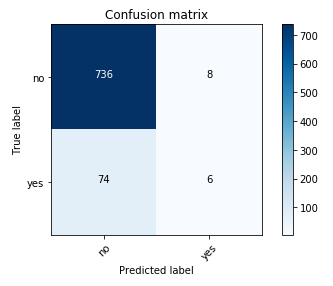 Confusion matrix
True label
no
736
8
yes
74
6
no
yes
Predicted label
700
600
500
400
300
200
100